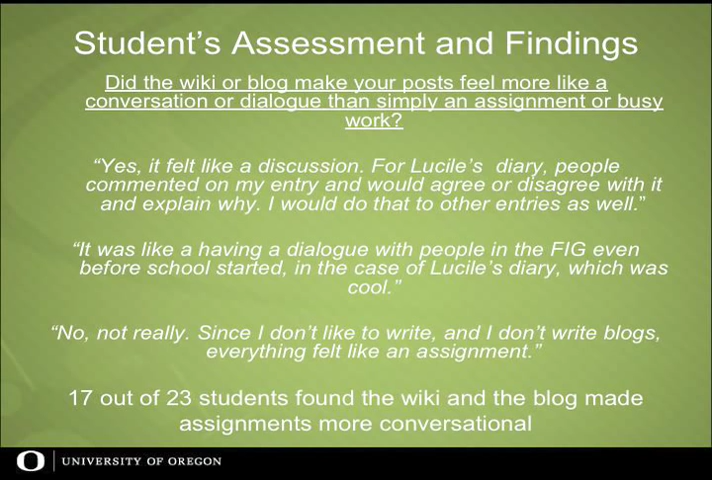 Student's Assessment and Findings
Did the wiki or blog make your posts feel more like a
conversation or dialogue than simply an assignment or busy
work?
“Yes, it felt like a discussion. For Lucile's  diary, people
commented on my entry and would agree or disagree with it
and explain why. I would do that to other entries as well.”
“It was like a having a dialogue with people in the FIG even
before school started, in the case of Lucile's diary, which was
cool.”
“No, not really. Since I don't like to write, and I don't write blogs,
everything felt like an assignment.”
17 out of 23 students found the wiki and the blog made
assignments more conversational
O | UNIVERSITY OF OREGON